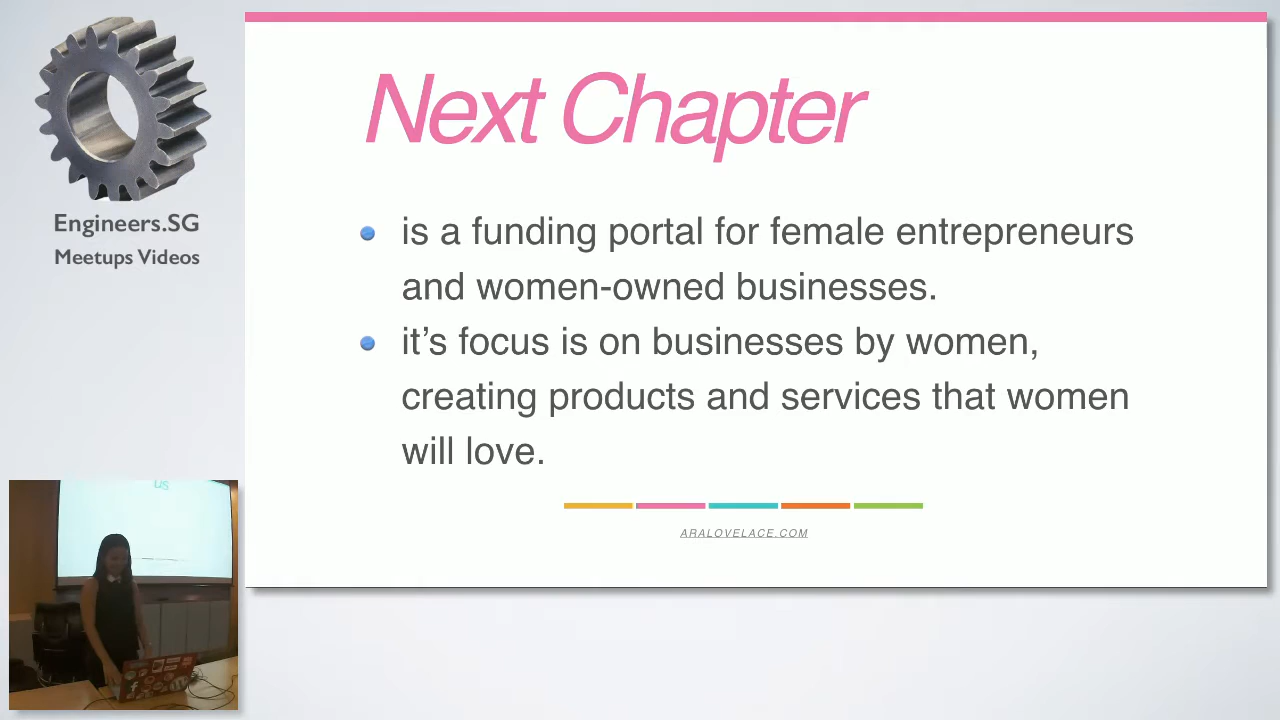 Engineers.SG
Meetups Videos
Next Chapter
is a funding portal for female entrepreneurs
and women-owned businesses.
it’s focus is on businesses by women,
creating products and services that women
will love.
ARALOVELACE.COM
us